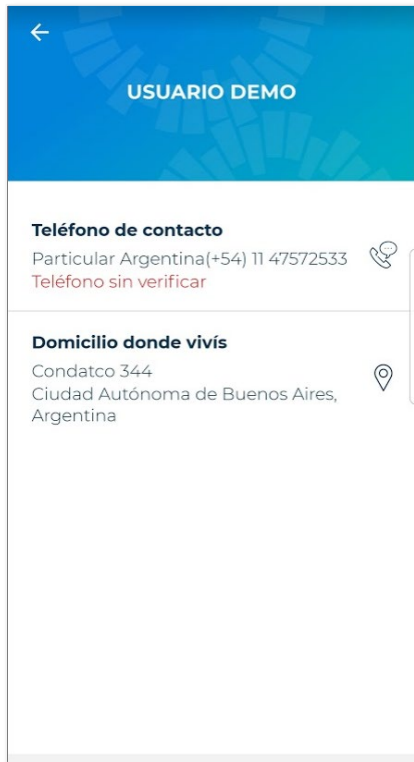 USUARIO DEMO
Teléfono de contacto
Particular Argentina(+54) 11 47572533
Teléfono sin verificar
Domicilio donde vivís
Condatco 344
Ciudad Autónoma de Buenos Aires,
Argentina